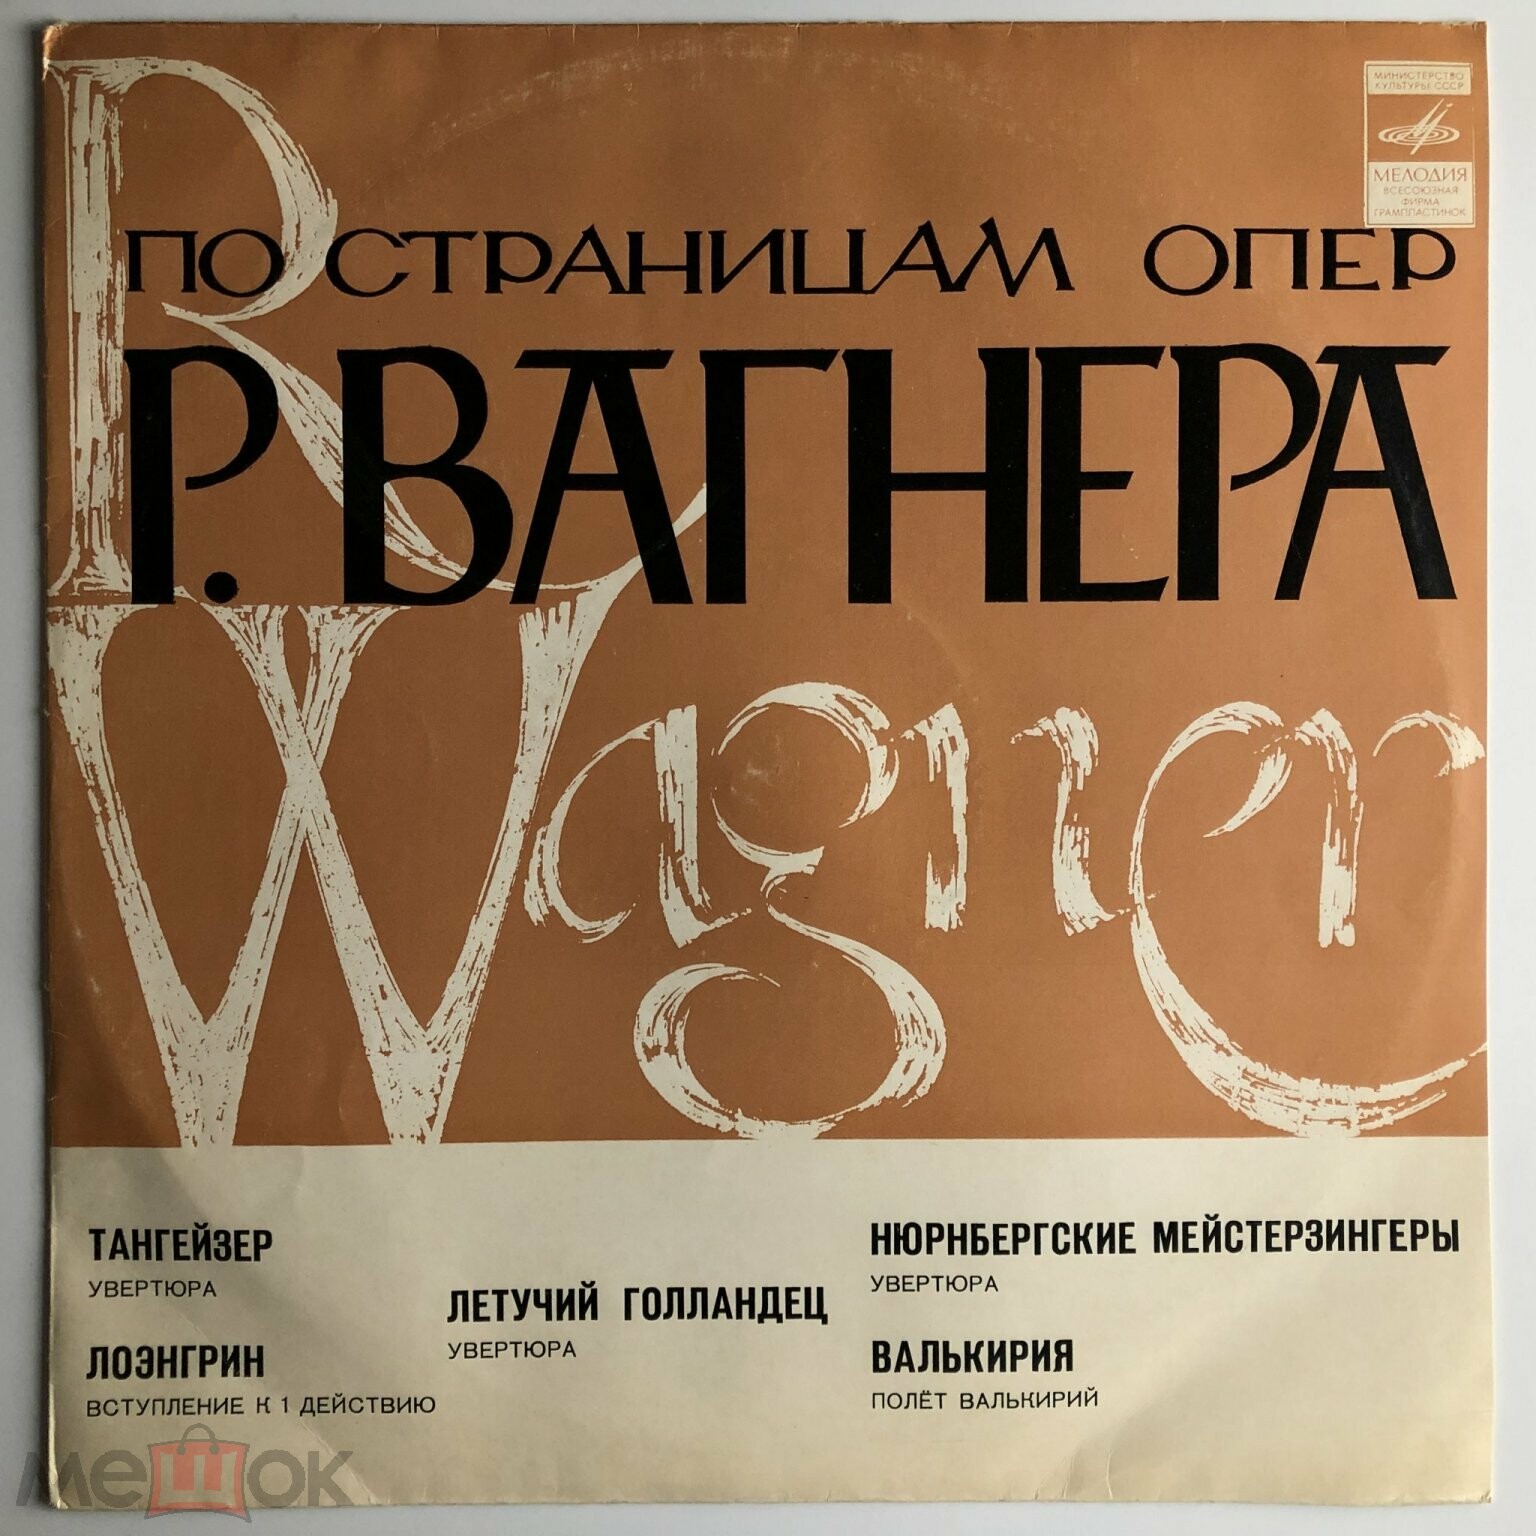 МИНИСТЕРСТВО
КУЛЬТУРЫ СССР
МЕЛОДИЯ
ВСЕСОЮЗНАЯ
ФИРМА
ГРАМПЛАСТИНОК
ПО СТРАНИЦАМ ОПЕР
Р. ВАГНЕРА
R
Wagner
ТАНГЕЙЗЕР
УВЕРТЮРА
ЛОЭНГРИН
ВСТУПЛЕНИЕ К 1 ДЕЙСТВИЮ
ЛЕТУЧИЙ ГОЛЛАНДЕЦ
УВЕРТЮРА
НЮРНБЕРГСКИЕ МЕЙСТЕРЗИНГЕРЫ
УВЕРТЮРА
ВАЛЬКИРИЯ
ПОЛЁТ ВАЛЬКИРИЙ
мешок